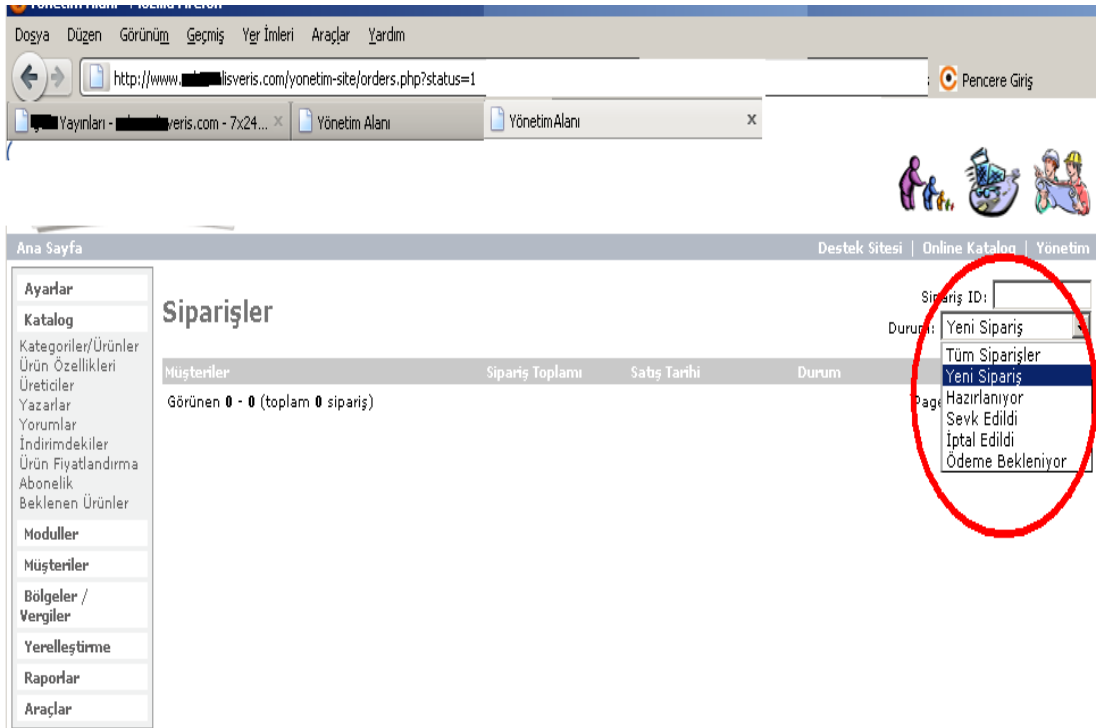 Dosya Düzen Görünüm Geçmiş Yer İmleri Araçlar Yardım
http://www. lisveris.com/yonetim-site/orders.php?status=1
Pencere Giriş
Yayınları - veris.com - 7x24... Yönetim Alanı YönetimAlanı
Ana Sayfa
Destek Sitesi | Online Katalog | Yönetim
Ayarlar
Katalog
Kategoriler/Ürünler
Ürün Özellikleri
Üreticiler
Yazarlar
Yorumlar
İndirimdekiler
Ürün Fiyatlandırma
Abonelik
Beklenen Ürünler
Moduller
Müşteriler
Bölgeler /
Vergiler
Yerelleştirme
Raporlar
Araçlar
Siparişler
Sipariş ID:
Durum: Yeni Sipariş
Tüm Siparişler
Yeni Sipariş
Hazırlanıyor
Sevk Edildi
İptal Edildi
Ödeme Bekleniyor
Müşteriler Sipariş Toplamı Satış Tarihi Durum
Görünen 0 - 0 (toplam 0 sipariş)
Page